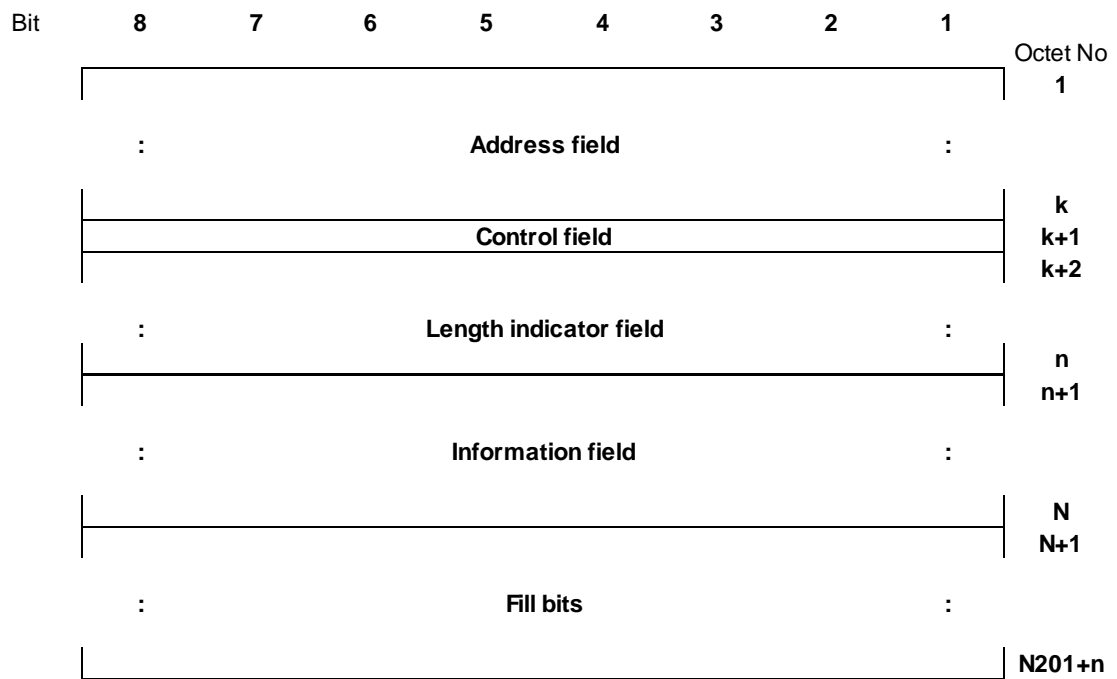 Bit 8 7 6 5 4 3 2 1
Octet No
1
: Address field :
k
Control field k+1
k+2
: Length indicator field :
n
n+1
: Information field :
N
N+1
: Fill bits :
N201+n